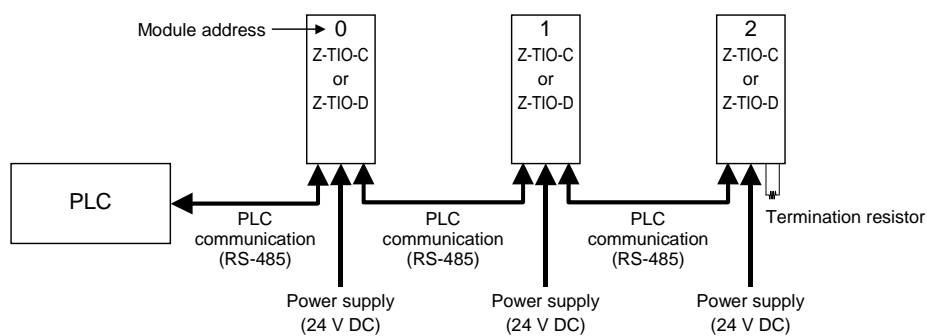 Module address
0
Z-TIO-C
or
Z-TIO-D
1
Z-TIO-C
or
Z-TIO-D
2
Z-TIO-C
or
Z-TIO-D
PLC
PLC
communication
(RS-485)
PLC
communication
(RS-485)
PLC
communication
(RS-485)
Termination resistor
Power supply
(24 V DC)
Power supply
(24 V DC)
Power supply
(24 V DC)